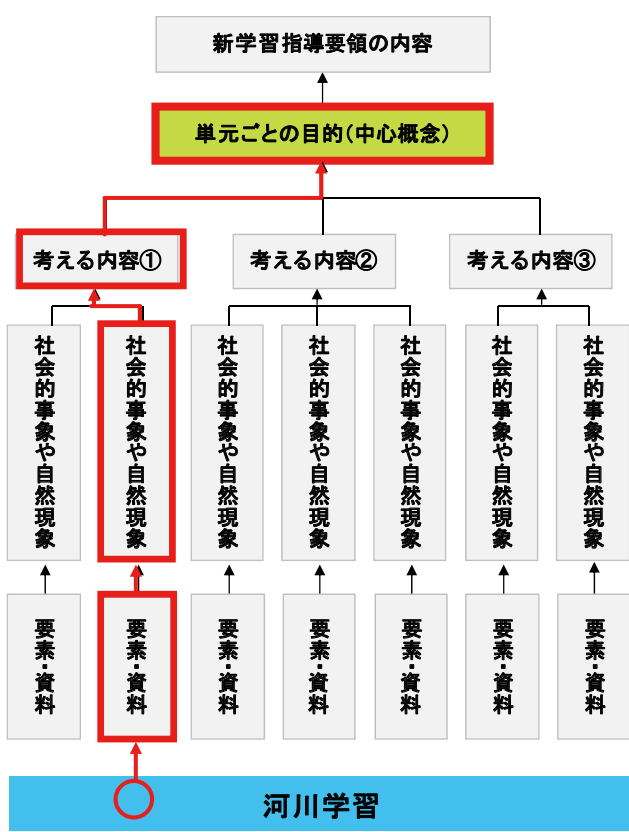 新学習指導要領の内容
単元ごとの目的（中心概念）
考える内容①
考える内容②
考える内容③
社会的事象や自然現象
社会的事象や自然現象
社会的事象や自然現象
社会的事象や自然現象
社会的事象や自然現象
社会的事象や自然現象
社会的事象や自然現象
要素・資料
要素・資料
要素・資料
要素・資料
要素・資料
要素・資料
要素・資料
河川学習